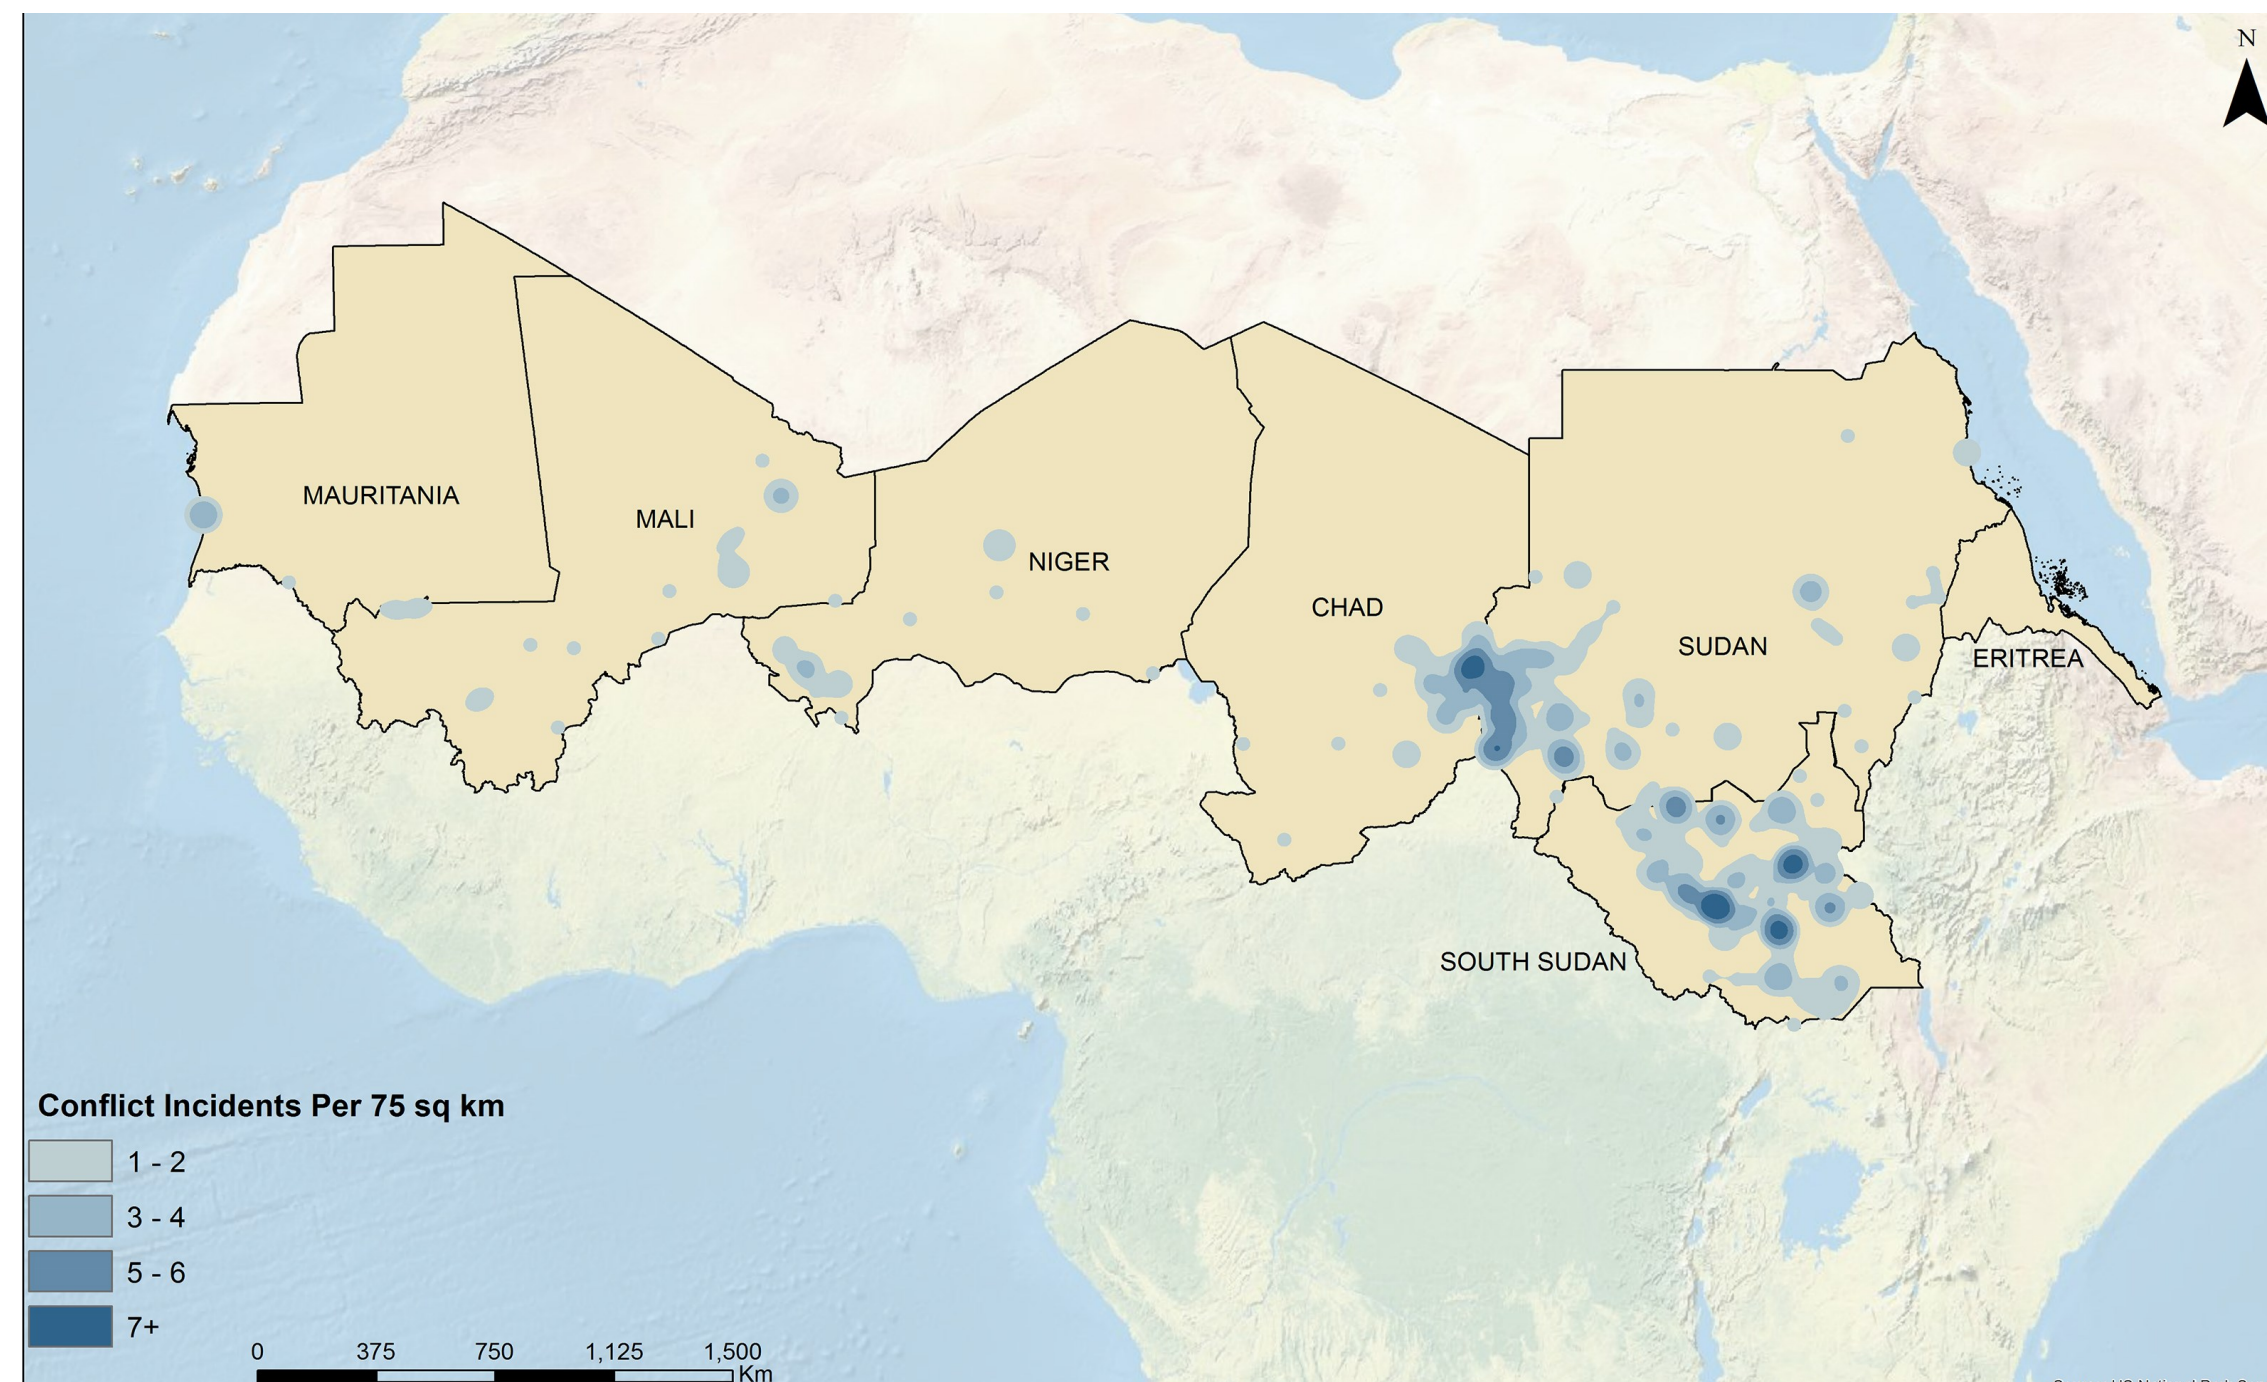 N
MAURITANIA
MALI
NIGER
CHAD
SUDAN
ERITREA
SOUTH SUDAN
Conflict Incidents Per 75 sq km
1 - 2
3 - 4
5 - 6
7+
0 375 750 1,125 1,500
Km